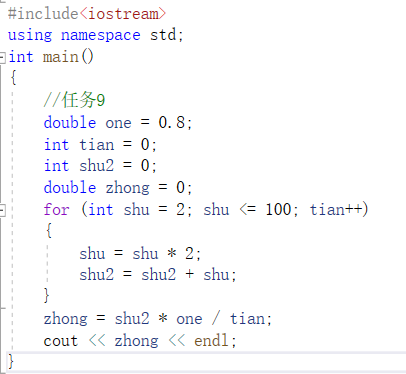 #include<iostream>
using namespace std;
int main()
{
//任务9
double one = 0.8;
int tian = 0;
int shu2 = 0;
double zhong = 0;
for (int shu = 2; shu <= 100; tian++)
{
shu = shu * 2;
shu2 = shu2 + shu;
}
zhong = shu2 * one / tian;
cout << zhong << endl;
}